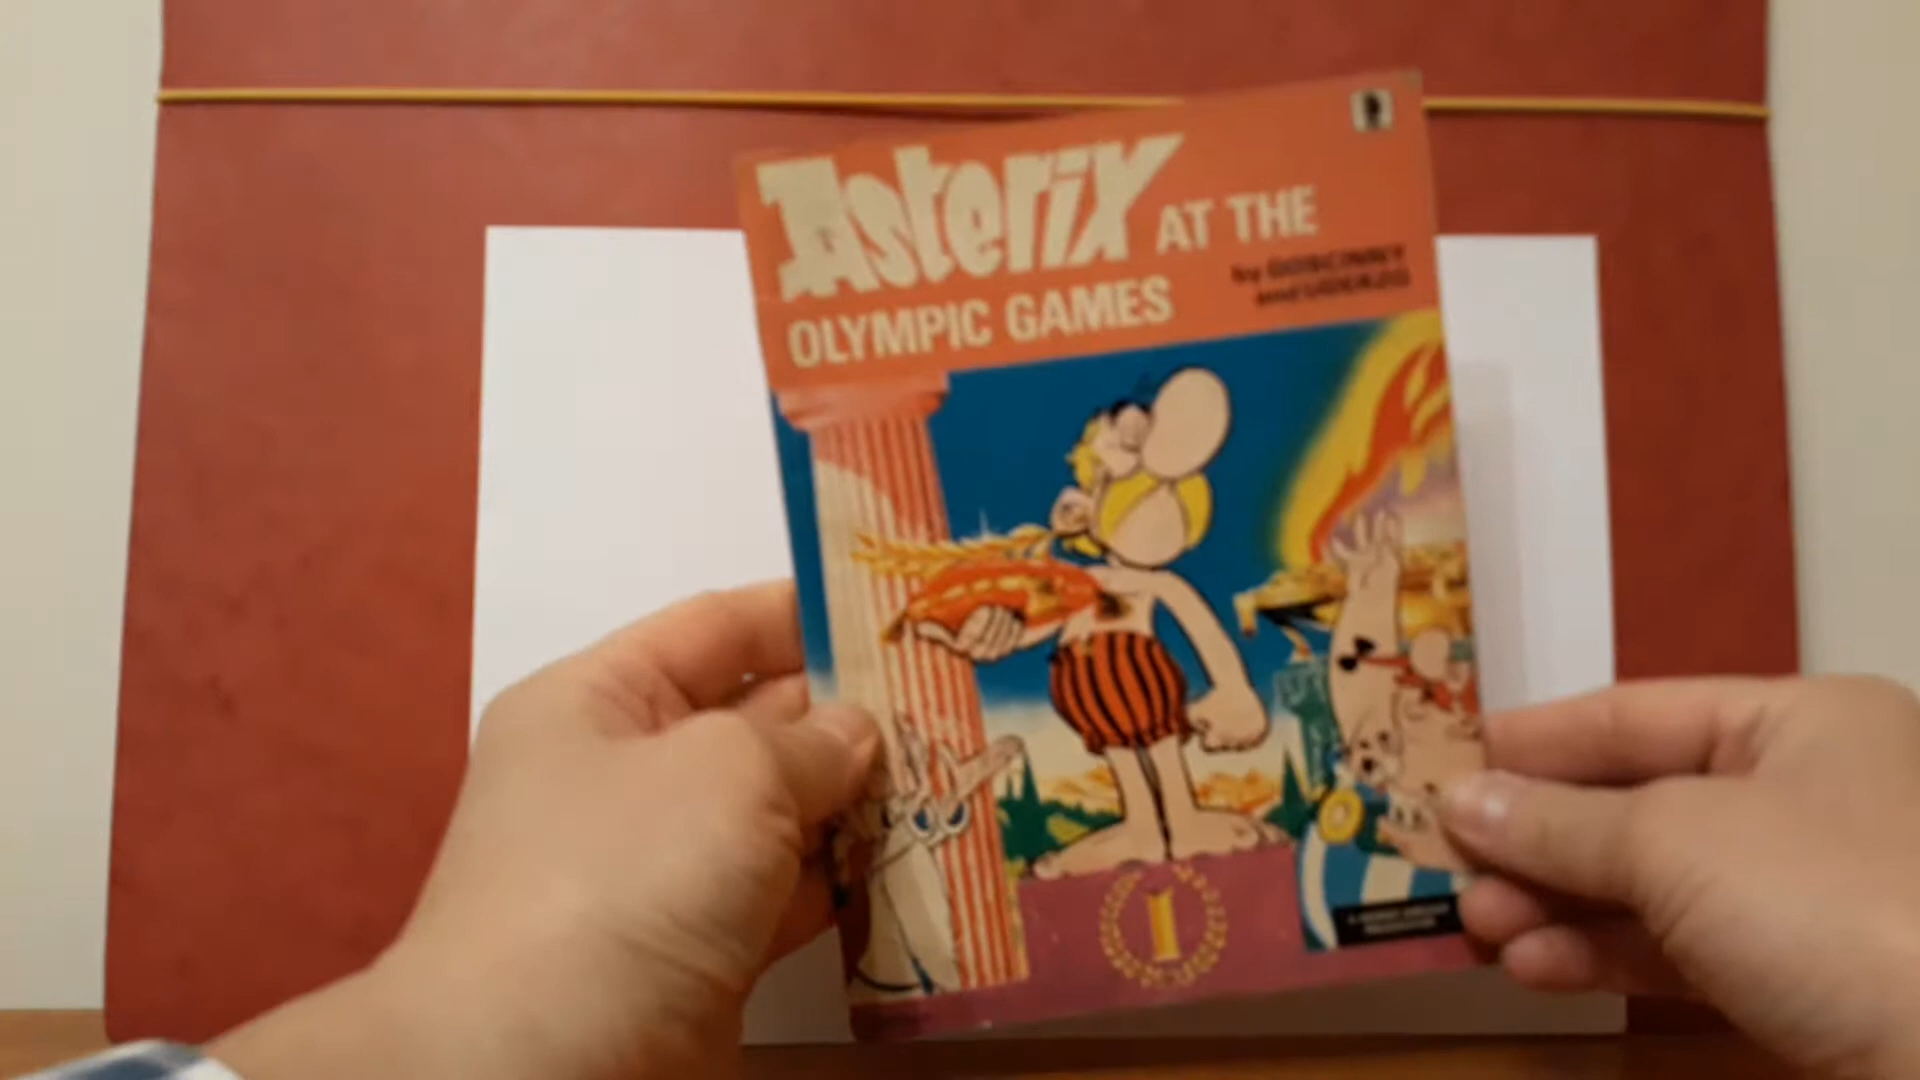 Asterix AT THE
OLYMPIC GAMES
by GOSCINNY
and UDERZO
1